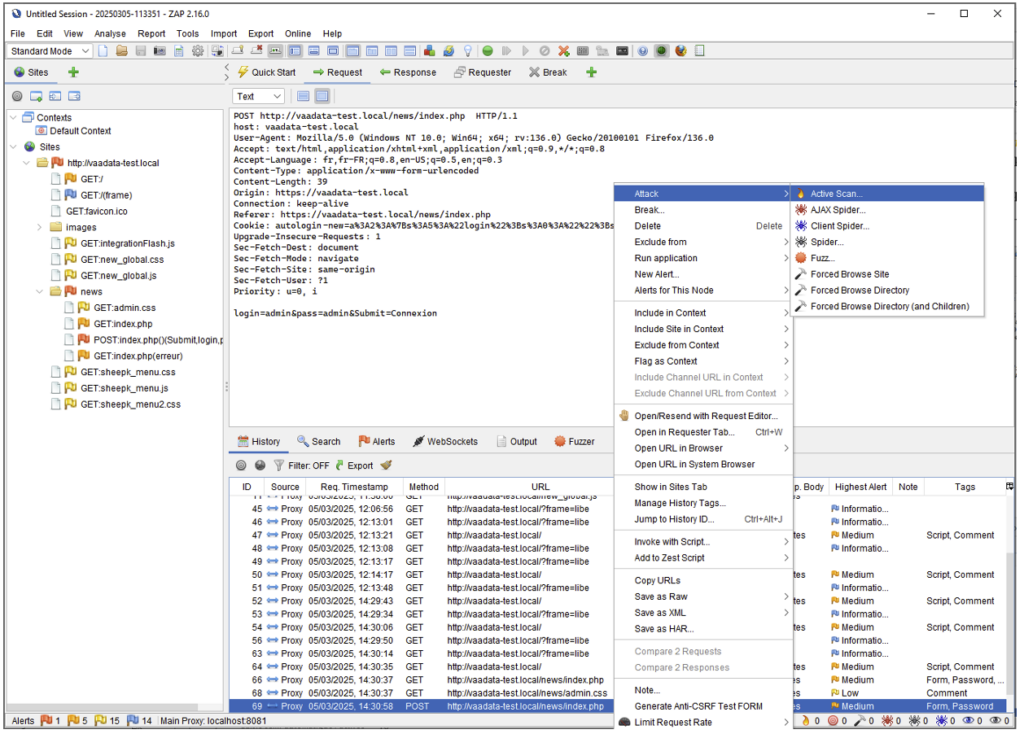 Untitled Session - 20250305-113351 - ZAP 2.16.0
File Edit View Analyse Report Tools Import Export Online Help
Standard Mode
Sites
Quick Start Request Response Requester Break
Text
Contexts
Default Context
Sites
http://vaadata-test.local
GET:/
GET:/(frame)
GET:favicon.ico
images
GET:integrationFlash.js
GET:new_global.css
GET:new_global.js
news
GET:admin.css
GET:index.php
POST:index.php()(Submit,login,p
GET:index.php(erreur)
GET:sheepk_menu.css
GET:sheepk_menu.js
GET:sheepk_menu2.css
POST http://vaadata-test.local/news/index.php HTTP/1.1
host: vaadata-test.local
User-Agent: Mozilla/5.0 (Windows NT 10.0; Win64; x64; rv:136.0) Gecko/20100101 Firefox/136.0
Accept: text/html,application/xhtml+xml,application/xml;q=0.9,*/*;q=0.8
Accept-Language: fr,fr-FR;q=0.8,en-US;q=0.5,en;q=0.3
Content-Type: application/x-www-form-urlencoded
Content-Length: 39
Origin: https://vaadata-test.local
Connection: keep-alive
Referer: https://vaadata-test.local/news/index.php
Cookie: autologin-new=a%3A2%3A%7Bs%3A5%3A%22login%22%3Bs%3A0%3A%22%22%3Bs
Upgrade-Insecure-Requests: 1
Sec-Fetch-Dest: document
Sec-Fetch-Mode: navigate
Sec-Fetch-Site: same-origin
Sec-Fetch-User: ?1
Priority: u=0, i
login=admin&pass=admin&Submit=Connexion
Attack
Break...
Delete Delete
Exclude from
Run application
New Alert...
Alerts for This Node
Include in Context
Include Site in Context
Exclude from Context
Flag as Context
Include Channel URL in Context
Exclude Channel URL from Context
Open/Resend with Request Editor...
Open in Requester Tab... Ctrl+W
Open URL in Browser
Open URL in System Browser
Show in Sites Tab
Manage History Tags...
Jump to History ID... Ctrl+Alt+J
Invoke with Script...
Add to Zest Script
Copy URLs
Save as Raw
Save as XML
Save as HAR...
Compare 2 Requests
Compare 2 Responses
Note...
Generate Anti-CSRF Test FORM
Limit Request Rate
Active Scan...
AJAX Spider...
Client Spider...
Spider...
Fuzz...
Forced Browse Site
Forced Browse Directory
Forced Browse Directory (and Children)
History Search Alerts WebSockets Output Fuzzer
Filter: OFF Export
ID Source Req. Timestamp Method URL p. Body Highest Alert Note Tags
45 Proxy 05/03/2025, 12:06:56 GET http://vaadata-test.local/?frame=libe Informatio...
46 Proxy 05/03/2025, 12:13:01 GET http://vaadata-test.local/?frame=libe Informatio...
47 Proxy 05/03/2025, 12:13:21 GET http://vaadata-test.local/ tes Medium Script, Comment
48 Proxy 05/03/2025, 12:13:08 GET http://vaadata-test.local/?frame=libe Informatio...
49 Proxy 05/03/2025, 12:13:17 GET http://vaadata-test.local/?frame=libe
50 Proxy 05/03/2025, 12:14:17 GET http://vaadata-test.local/ tes Medium Script, Comment
51 Proxy 05/03/2025, 12:13:48 GET http://vaadata-test.local/?frame=libe Informatio...
52 Proxy 05/03/2025, 14:29:43 GET http://vaadata-test.local/ tes Medium Script, Comment
53 Proxy 05/03/2025, 14:29:34 GET http://vaadata-test.local/?frame=libe Informatio...
54 Proxy 05/03/2025, 14:30:06 GET http://vaadata-test.local/ tes Medium Script, Comment
56 Proxy 05/03/2025, 14:29:50 GET http://vaadata-test.local/?frame=libe Informatio...
63 Proxy 05/03/2025, 14:30:14 GET http://vaadata-test.local/?frame=libe Informatio...
64 Proxy 05/03/2025, 14:30:35 GET http://vaadata-test.local/ tes Medium Script, Comment
66 Proxy 05/03/2025, 14:30:37 GET http://vaadata-test.local/news/index.php es Medium Form, Password, ...
68 Proxy 05/03/2025, 14:30:37 GET http://vaadata-test.local/news/admin.css es Low Comment
69 Proxy 05/03/2025, 14:30:58 POST http://vaadata-test.local/news/index.php es Medium Form, Password
Alerts 1 5 15 14 Main Proxy: localhost:8081 0 0 0 0 0 0 0 0